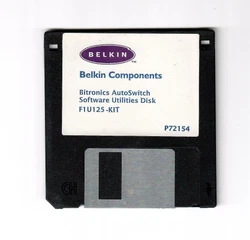 BELKIN
Belkin Components
Bitronics AutoSwitch
Software Utilities Disk
F1U125-KIT
P72154